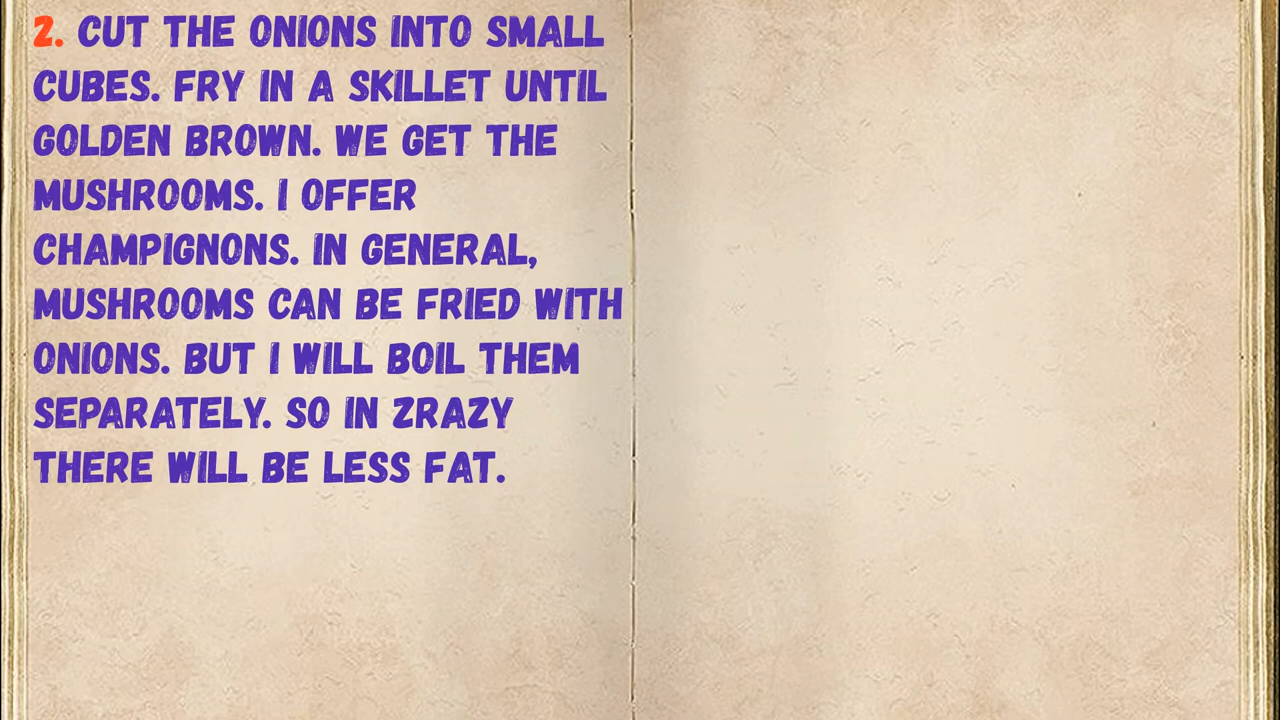 2. CUT THE ONIONS INTO SMALL
CUBES. FRY IN A SKILLET UNTIL
GOLDEN BROWN. WE GET THE
MUSHROOMS. I OFFER
CHAMPIGNONS. IN GENERAL,
MUSHROOMS CAN BE FRIED WITH
ONIONS. BUT I WILL BOIL THEM
SEPARATELY. SO IN ZRAZY
THERE WILL BE LESS FAT.